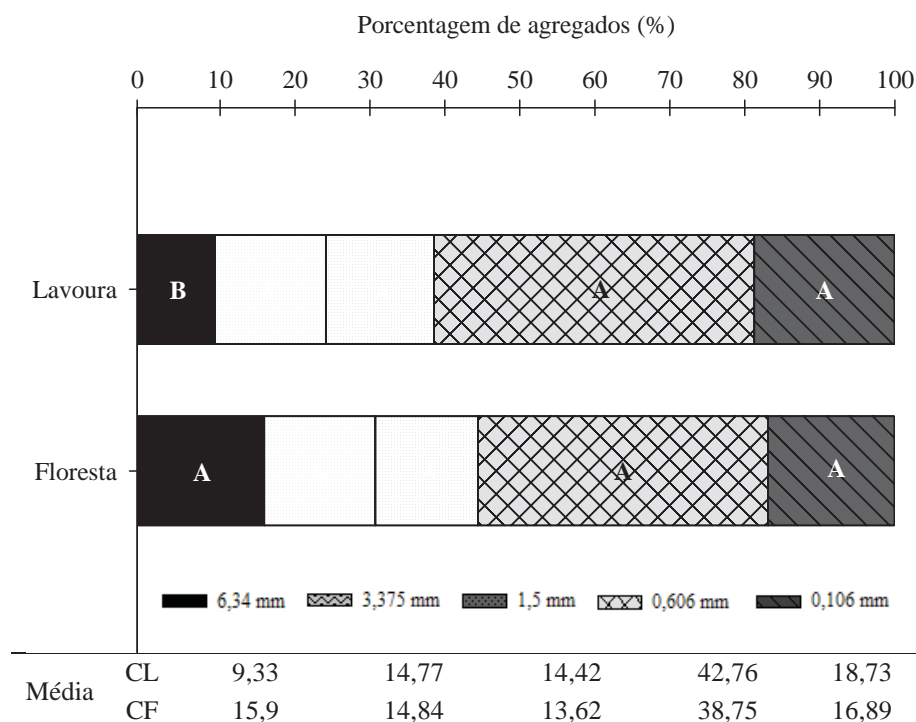 Porcentagem de agregados (%)
0 10 20 30 40 50 60 70 80 90 100
Lavoura B A A
Floresta A A A
6,34 mm 3,375 mm 1,5 mm 0,606 mm 0,106 mm
Média
CL 9,33 14,77 14,42 42,76 18,73
CF 15,9 14,84 13,62 38,75 16,89